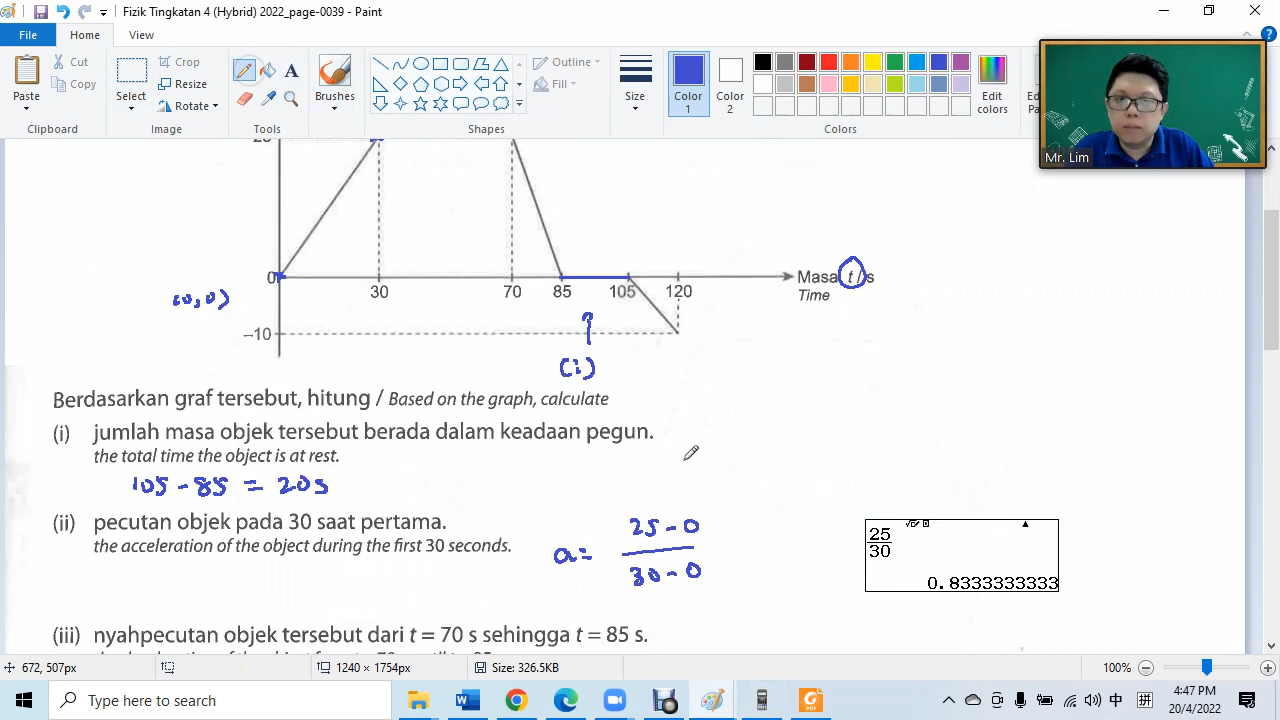 Fizik Tingkatan 4 (Hybrid) 2022_page-0039 - Paint
File Home View
Paste Cut Copy Clipboard
Select Crop Resize Rotate Image
Tools
Brushes
Shapes
Outline Fill
Size
Color 1 Color 2
Colors
Edit colors
Mr. Lim
25
0
Masa t / s
30 70 85 105 120
Time
(0,0)
−10
(i)
Berdasarkan graf tersebut, hitung / Based on the graph, calculate
(i) jumlah masa objek tersebut berada dalam keadaan pegun.
the total time the object is at rest.
105 - 85 = 20s
(ii) pecutan objek pada 30 saat pertama.
the acceleration of the object during the first 30 seconds.
a = 25 - 0
30 - 0
25
30
0.8333333333
(iii) nyahpecutan objek tersebut dari t = 70 s sehingga t = 85 s.
672, 507px 1240 × 1754px Size: 326.5KB 100%
Type here to search
中 拼
4:47 PM
20/4/2022